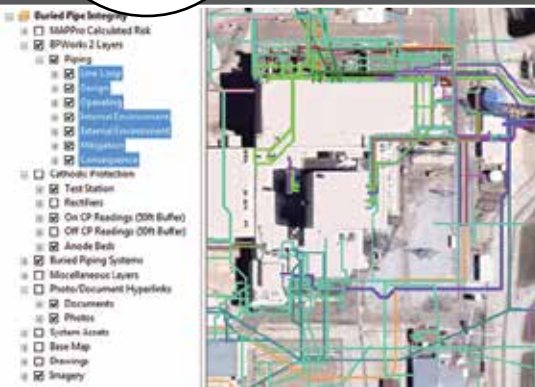 Buried Pipe Integrity
MAPPro Calculated Risk
BPWorks 2 Layers
Piping
Line Loop
Design
Operating
Internal Environment
External Environment
Mitigation
Consequence
Cathodic Protection
Test Station
Rectifiers
On CP Readings (50ft Buffer)
Off CP Readings (50ft Buffer)
Anode Beds
Buried Piping Systems
Miscellaneous Layers
Photo/Document Hyperlinks
Documents
Photos
System Assets
Base Map
Drawings
Imagery